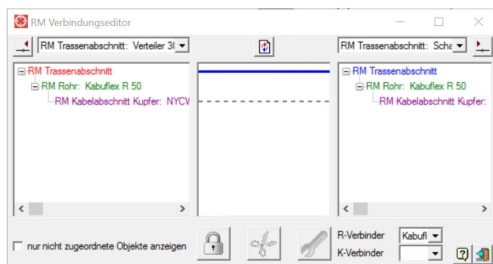 RM Verbindungseditor
RM Trassenabschnitt: Verteiler 3(
RM Trassenabschnitt: Scha
RM Trassenabschnitt
RM Rohr: Kabuflex R 50
RM Kabelabschnitt Kupfer: NYCV
RM Trassenabschnitt
RM Rohr: Kabuflex R 50
RM Kabelabschnitt Kupfer:
nur nicht zugeordnete Objekte anzeigen
R-Verbinder
Kabufl
K-Verbinder